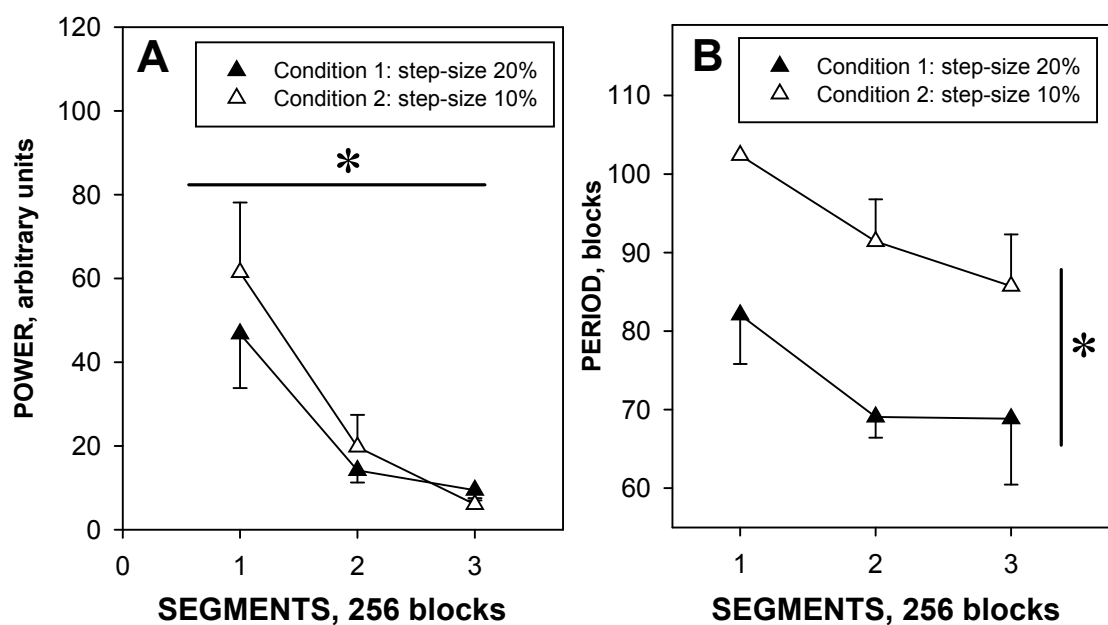 A
Condition 1: step-size 20%
Condition 2: step-size 10%
*
POWER, arbitrary units
120
100
80
60
40
20
0
0 1 2 3
SEGMENTS, 256 blocks
B
Condition 1: step-size 20%
Condition 2: step-size 10%
*
PERIOD, blocks
110
100
90
80
70
60
1 2 3
SEGMENTS, 256 blocks